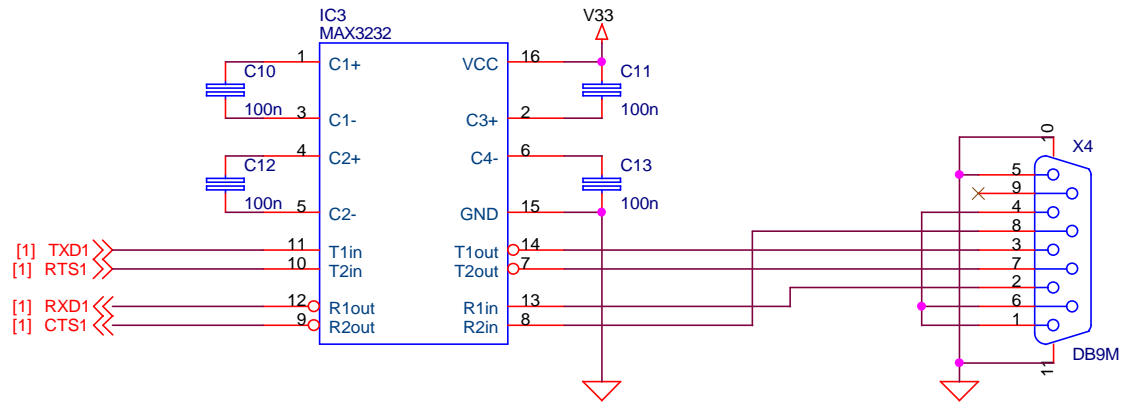 IC3
MAX3232
V33
1 C1+ VCC 16
C10
100n
C11
100n
3 C1- C3+ 2
4 C2+ C4- 6
C12
100n
C13
100n
5 C2- GND 15
[1] TXD1 11 T1in T1out 14
[1] RTS1 10 T2in T2out 7
[1] RXD1 12 R1out R1in 13
[1] CTS1 9 R2out R2in 8
10
X4
5
9
4
8
3
7
2
6
1
DB9M
11